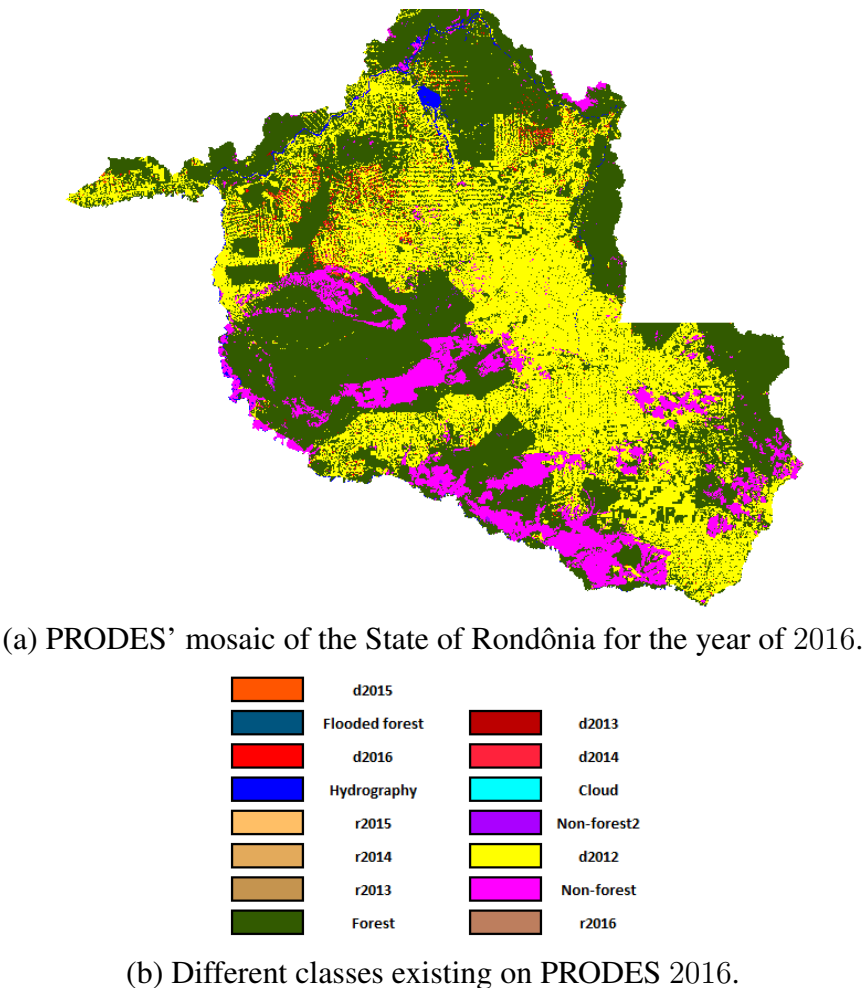 (a) PRODES’ mosaic of the State of Rondônia for the year of 2016.
d2015
Flooded forest
d2013
d2016
d2014
Hydrography
Cloud
r2015
Non-forest2
r2014
d2012
r2013
Non-forest
Forest
r2016
(b) Different classes existing on PRODES 2016.